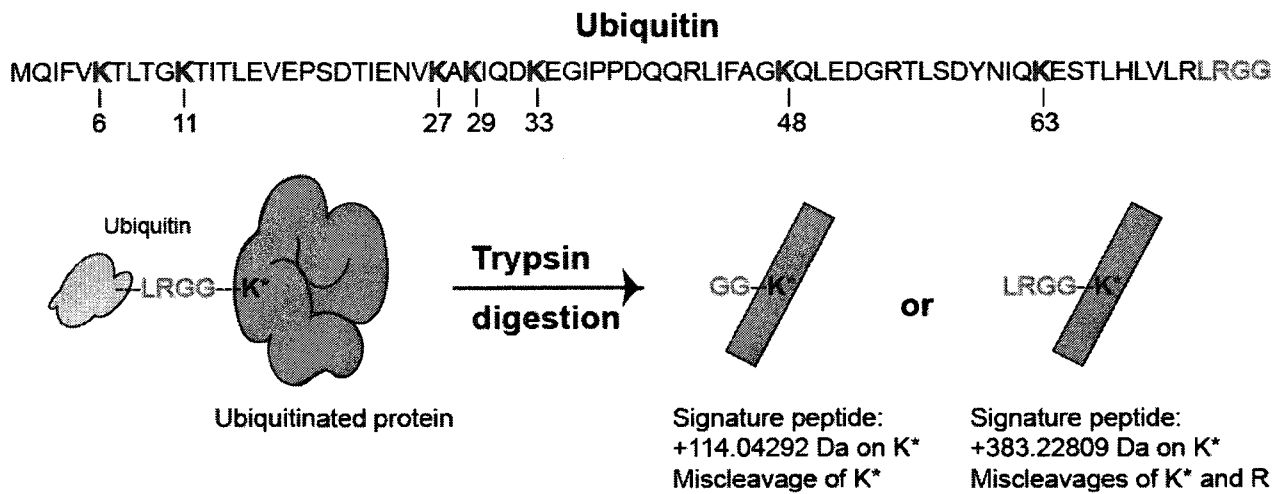 Ubiquitin
MQIFVKTLTGKTITLEVEPSDTIENVKAKIQDKEGIPPDQQRLIFAGKQLEDGRTLSDYNIQKESTLHLVLRLRGG
6 11 27 29 33 48 63
Ubiquitin
LRGG K*
Trypsin
digestion
GG K*
or
LRGG K*
Ubiquitinated protein
Signature peptide:
+114.04292 Da on K*
Miscleavage of K*
Signature peptide:
+383.22809 Da on K*
Miscleavages of K* and R